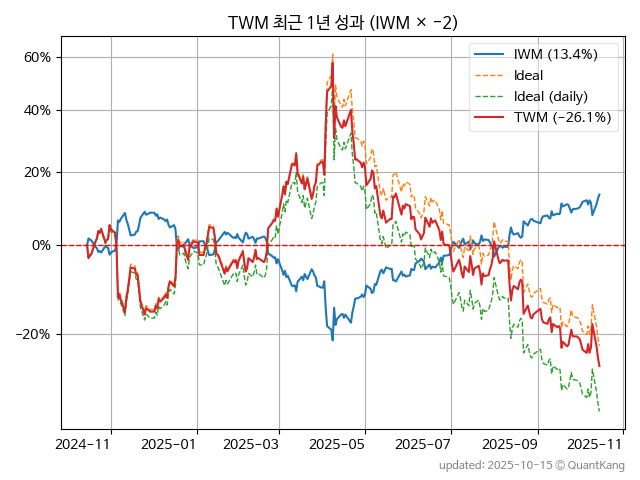 TWM 최근 1년 성과 (IWM × −2)
60%
40%
20%
0%
−20%
IWM (13.4%)
Ideal
Ideal (daily)
TWM (−26.1%)
2024−11
2025−01
2025−03
2025−05
2025−07
2025−09
2025−11
updated: 2025−10−15 © QuantKang